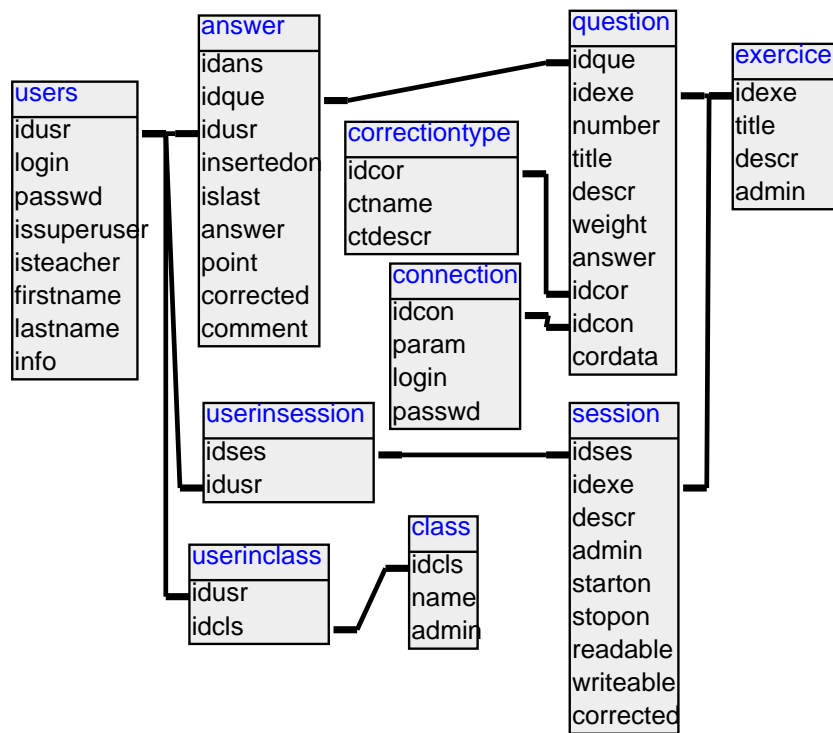 users
idusr
login
passwd
issuperuser
isteacher
firstname
lastname
info
answer
idans
idque
idusr
insertedon
islast
answer
point
corrected
comment
correctiontype
idcor
ctname
ctdescr
connection
idcon
param
login
passwd
question
idque
idexe
number
title
descr
weight
answer
idcor
idcon
cordata
exercice
idexe
title
descr
admin
userinsession
idses
idusr
userinclass
idusr
idcls
class
idcls
name
admin
session
idses
idexe
descr
admin
starton
stopon
readable
writeable
corrected